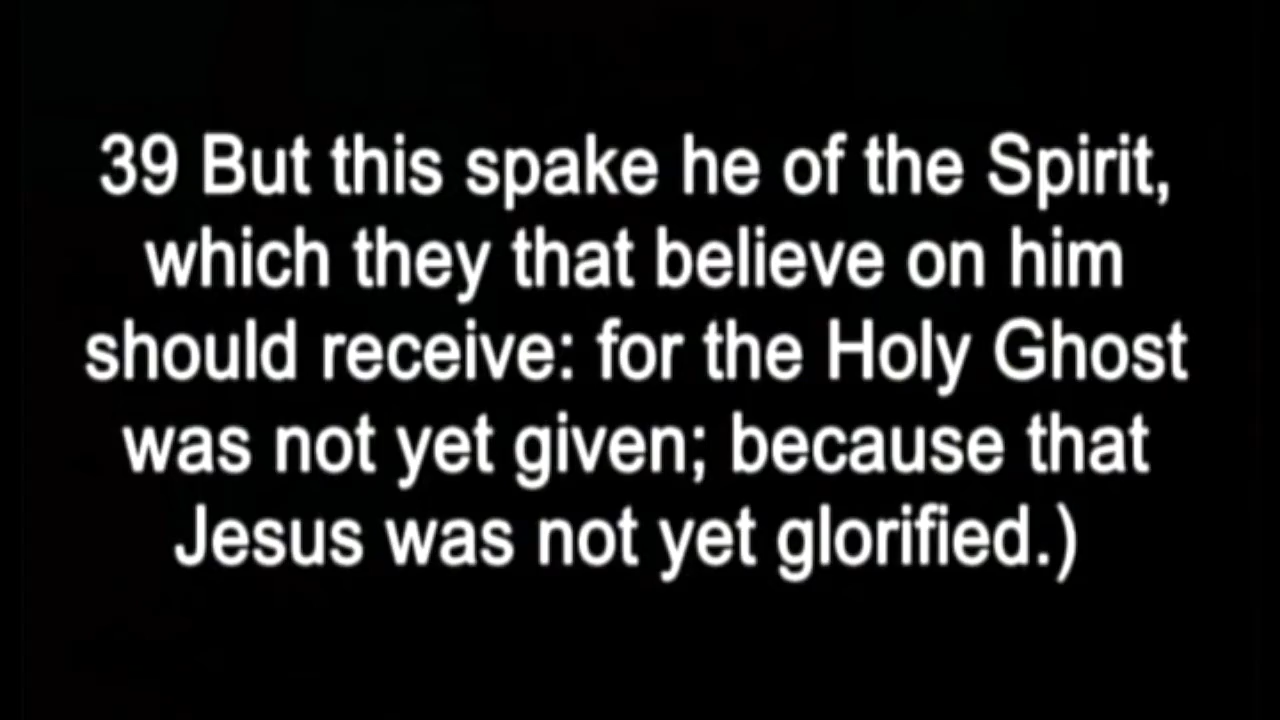 39 But this spake he of the Spirit,
which they that believe on him
should receive: for the Holy Ghost
was not yet given; because that
Jesus was not yet glorified.)